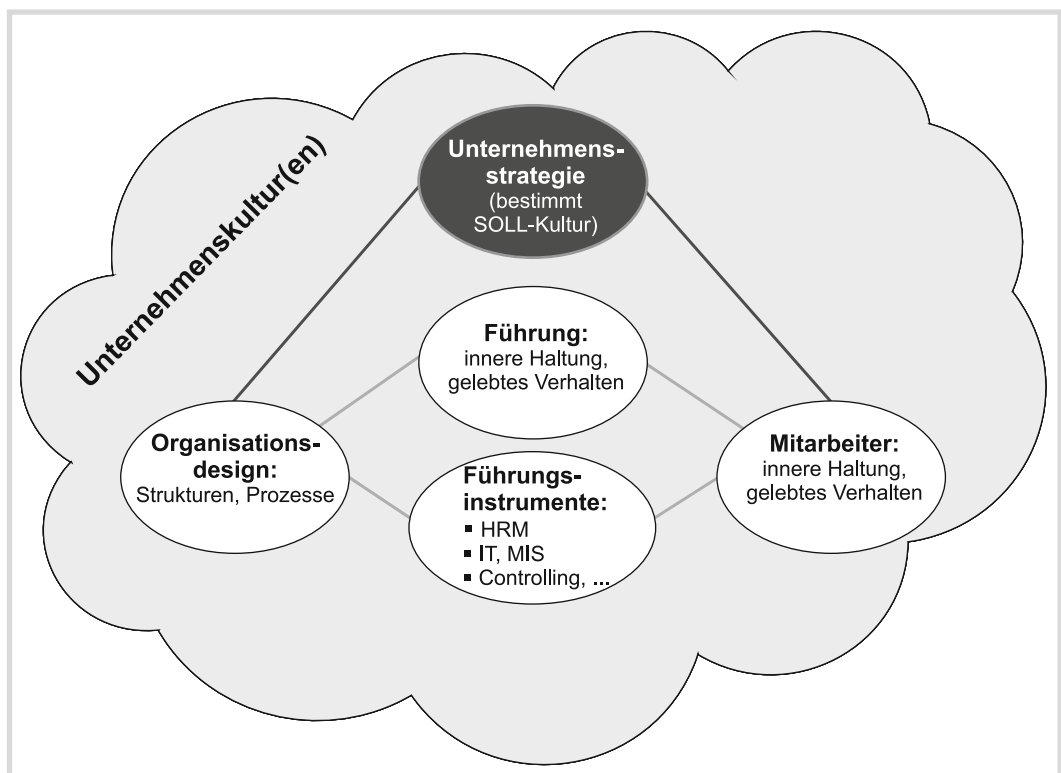 Unternehmenskultur(en)
Unternehmens-
strategie
(bestimmt
SOLL-Kultur)
Führung:
innere Haltung,
gelebtes Verhalten
Organisations-
design:
Strukturen, Prozesse
Führungs-
instrumente:
▪ HRM
▪ IT, MIS
▪ Controlling, ...
Mitarbeiter:
innere Haltung,
gelebtes Verhalten